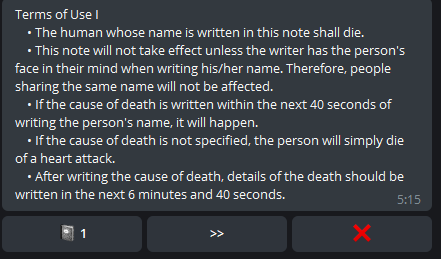 Terms of Use I
• The human whose name is written in this note shall die.
• This note will not take effect unless the writer has the person's
face in their mind when writing his/her name. Therefore, people
sharing the same name will not be affected.
• If the cause of death is written within the next 40 seconds of
writing the person's name, it will happen.
• If the cause of death is not specified, the person will simply die
of a heart attack.
• After writing the cause of death, details of the death should be
written in the next 6 minutes and 40 seconds.
5:15
1
>>